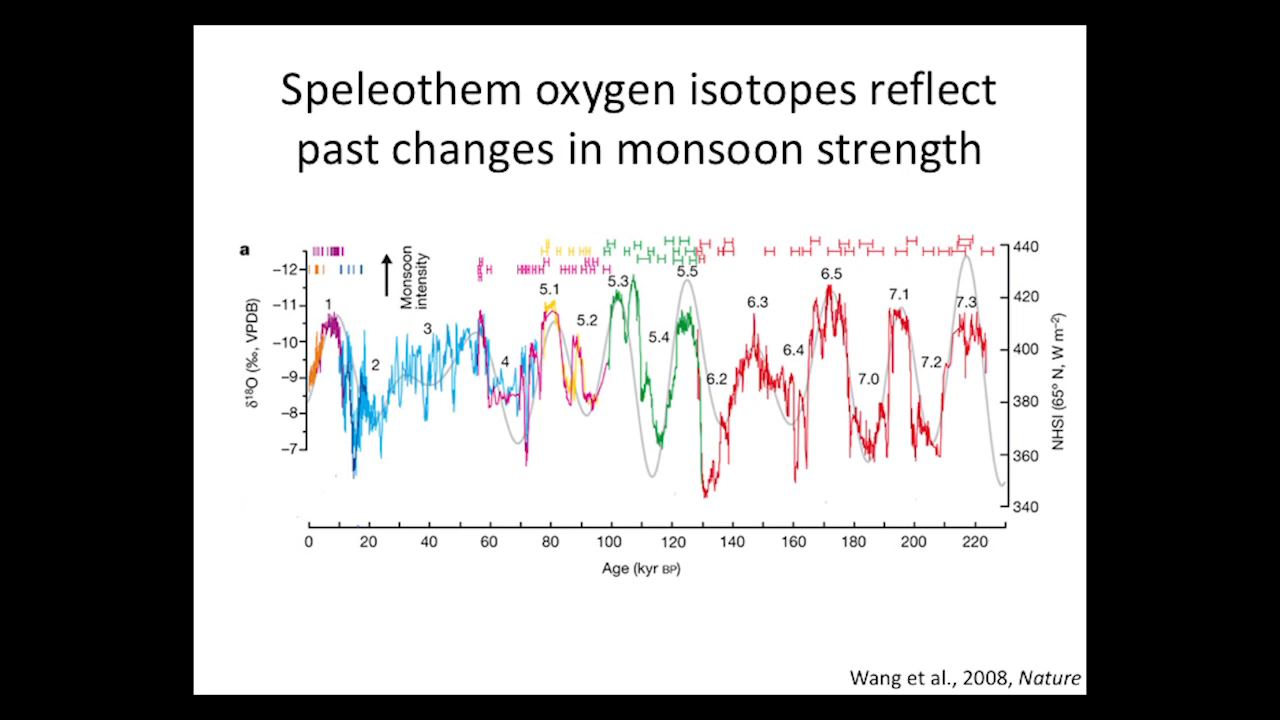 Speleothem oxygen isotopes reflect
past changes in monsoon strength
a
Monsoon
intensity
δ¹⁸O (‰, VPDB)
–12
–11
–10
–9
–8
–7
1
2
3
4
5.1
5.2
5.3
5.4
5.5
6.2
6.3
6.4
6.5
7.0
7.1
7.2
7.3
440
420
400
380
360
340
NHSI (65° N, W m⁻²)
0 20 40 60 80 100 120 140 160 180 200 220
Age (kyr BP)
Wang et al., 2008, Nature